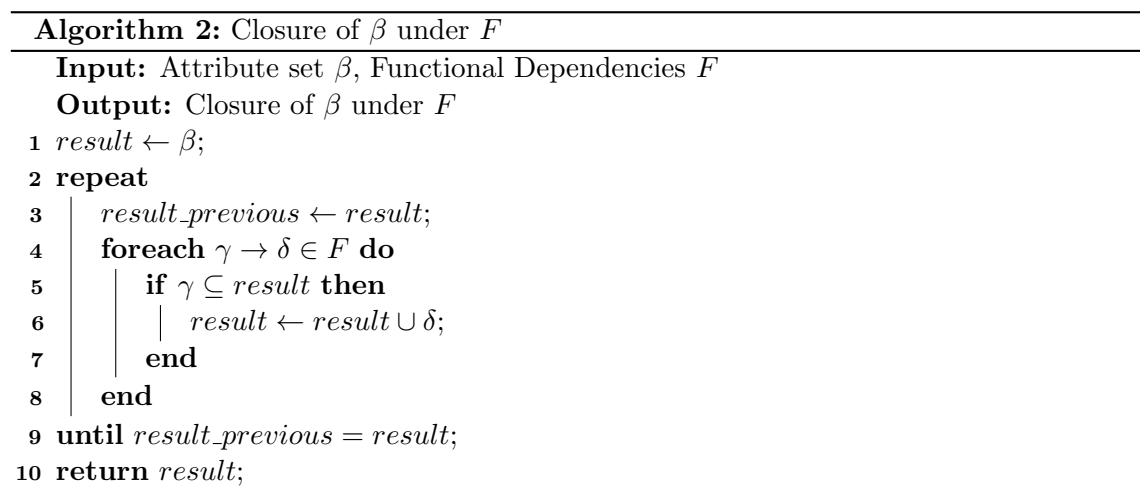 Algorithm 2: Closure of β under F
Input: Attribute set β, Functional Dependencies F
Output: Closure of β under F
1 result ← β;
2 repeat
3 result_previous ← result;
4 foreach γ → δ ∈ F do
5 if γ ⊆ result then
6 result ← result ∪ δ;
7 end
8 end
9 until result_previous = result;
10 return result;